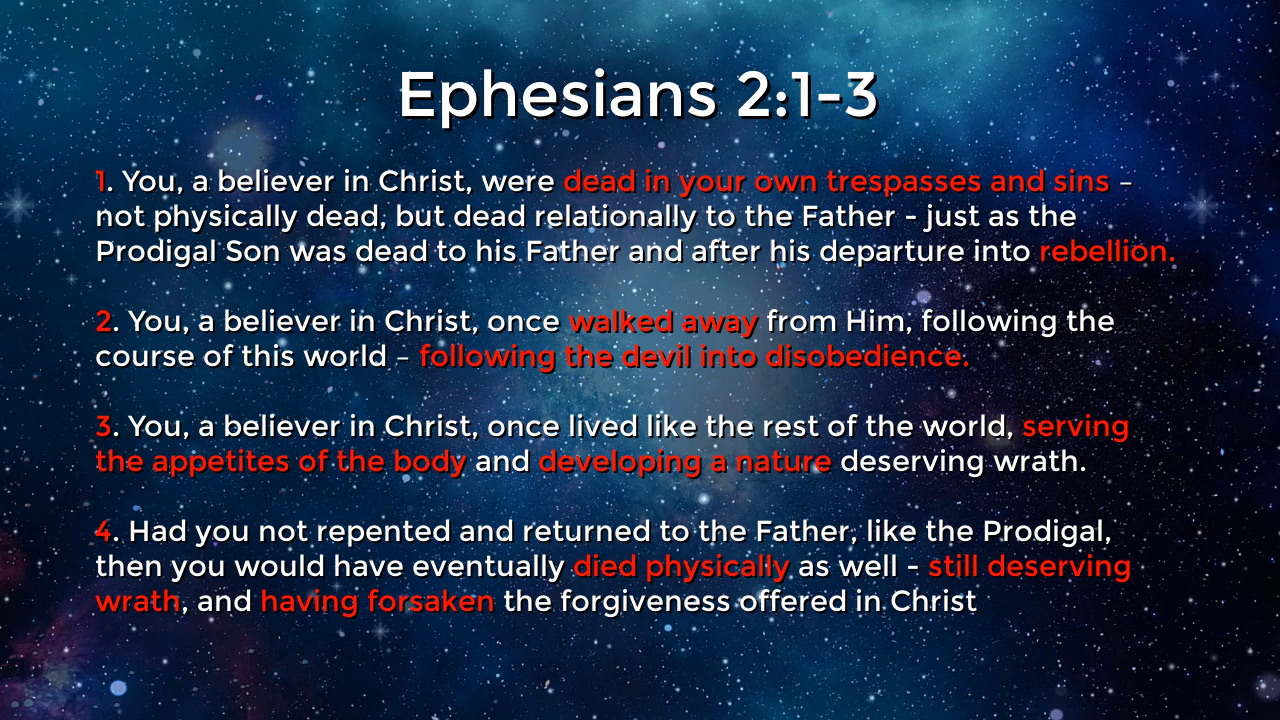 Ephesians 2:1-3
1. You, a believer in Christ, were dead in your own trespasses and sins –
not physically dead, but dead relationally to the Father - just as the
Prodigal Son was dead to his Father and after his departure into rebellion.
2. You, a believer in Christ, once walked away from Him, following the
course of this world – following the devil into disobedience.
3. You, a believer in Christ, once lived like the rest of the world, serving
the appetites of the body and developing a nature deserving wrath.
4. Had you not repented and returned to the Father, like the Prodigal,
then you would have eventually died physically as well - still deserving
wrath, and having forsaken the forgiveness offered in Christ